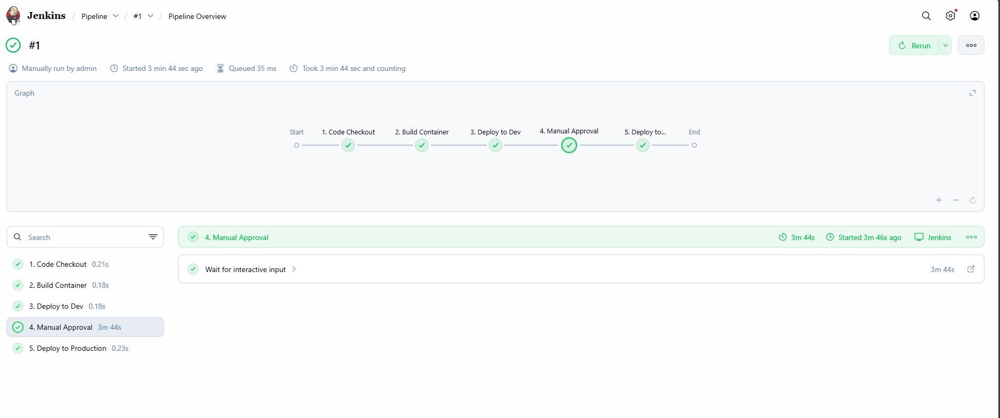 Jenkins / Pipeline / #1 / Pipeline Overview
#1
Rerun
Manually run by admin Started 3 min 44 sec ago Queued 35 ms Took 3 min 44 sec and counting
Graph
Start 1. Code Checkout 2. Build Container 3. Deploy to Dev 4. Manual Approval 5. Deploy to... End
Search
4. Manual Approval 3m 44s Started 3m 46s ago Jenkins
1. Code Checkout 0.21s
Wait for interactive input 3m 44s
2. Build Container 0.18s
3. Deploy to Dev 0.18s
4. Manual Approval 3m 44s
5. Deploy to Production 0.23s